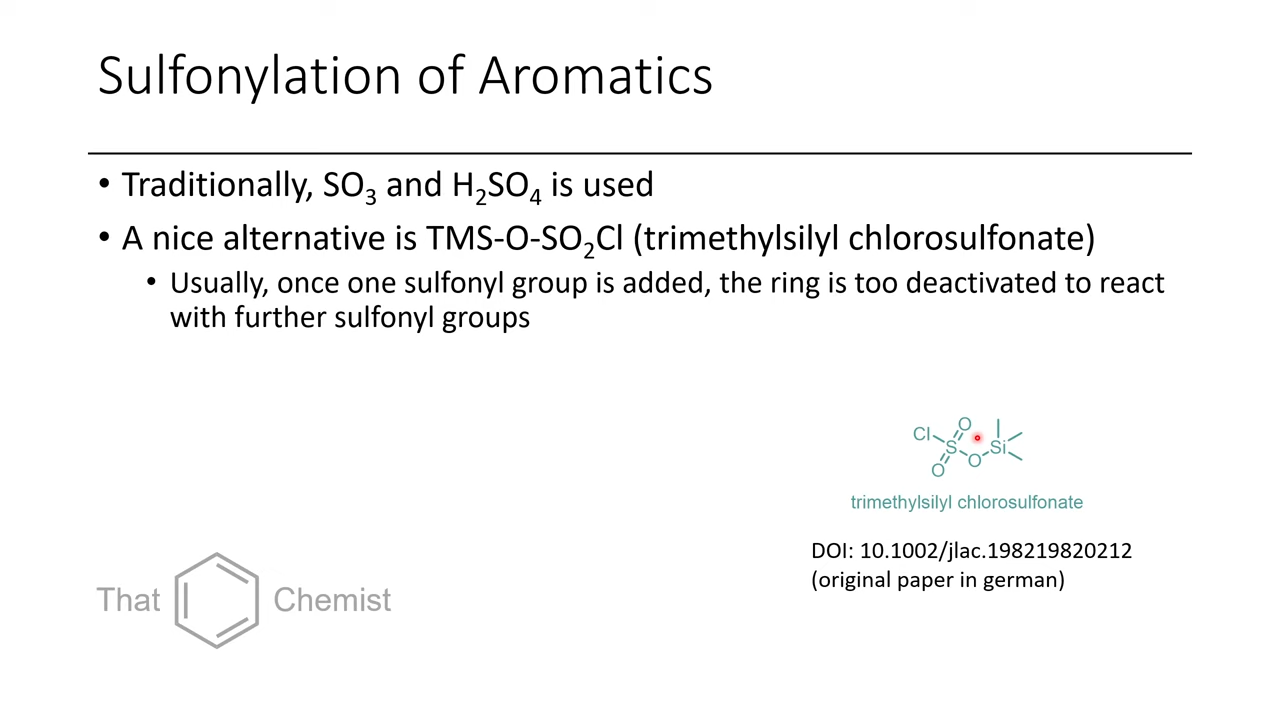 Sulfonylation of Aromatics
• Traditionally, SO₃ and H₂SO₄ is used
• A nice alternative is TMS-O-SO₂Cl (trimethylsilyl chlorosulfonate)
• Usually, once one sulfonyl group is added, the ring is too deactivated to react
with further sulfonyl groups
Cl S O O O Si
trimethylsilyl chlorosulfonate
DOI: 10.1002/jlac.198219820212
(original paper in german)
That Chemist